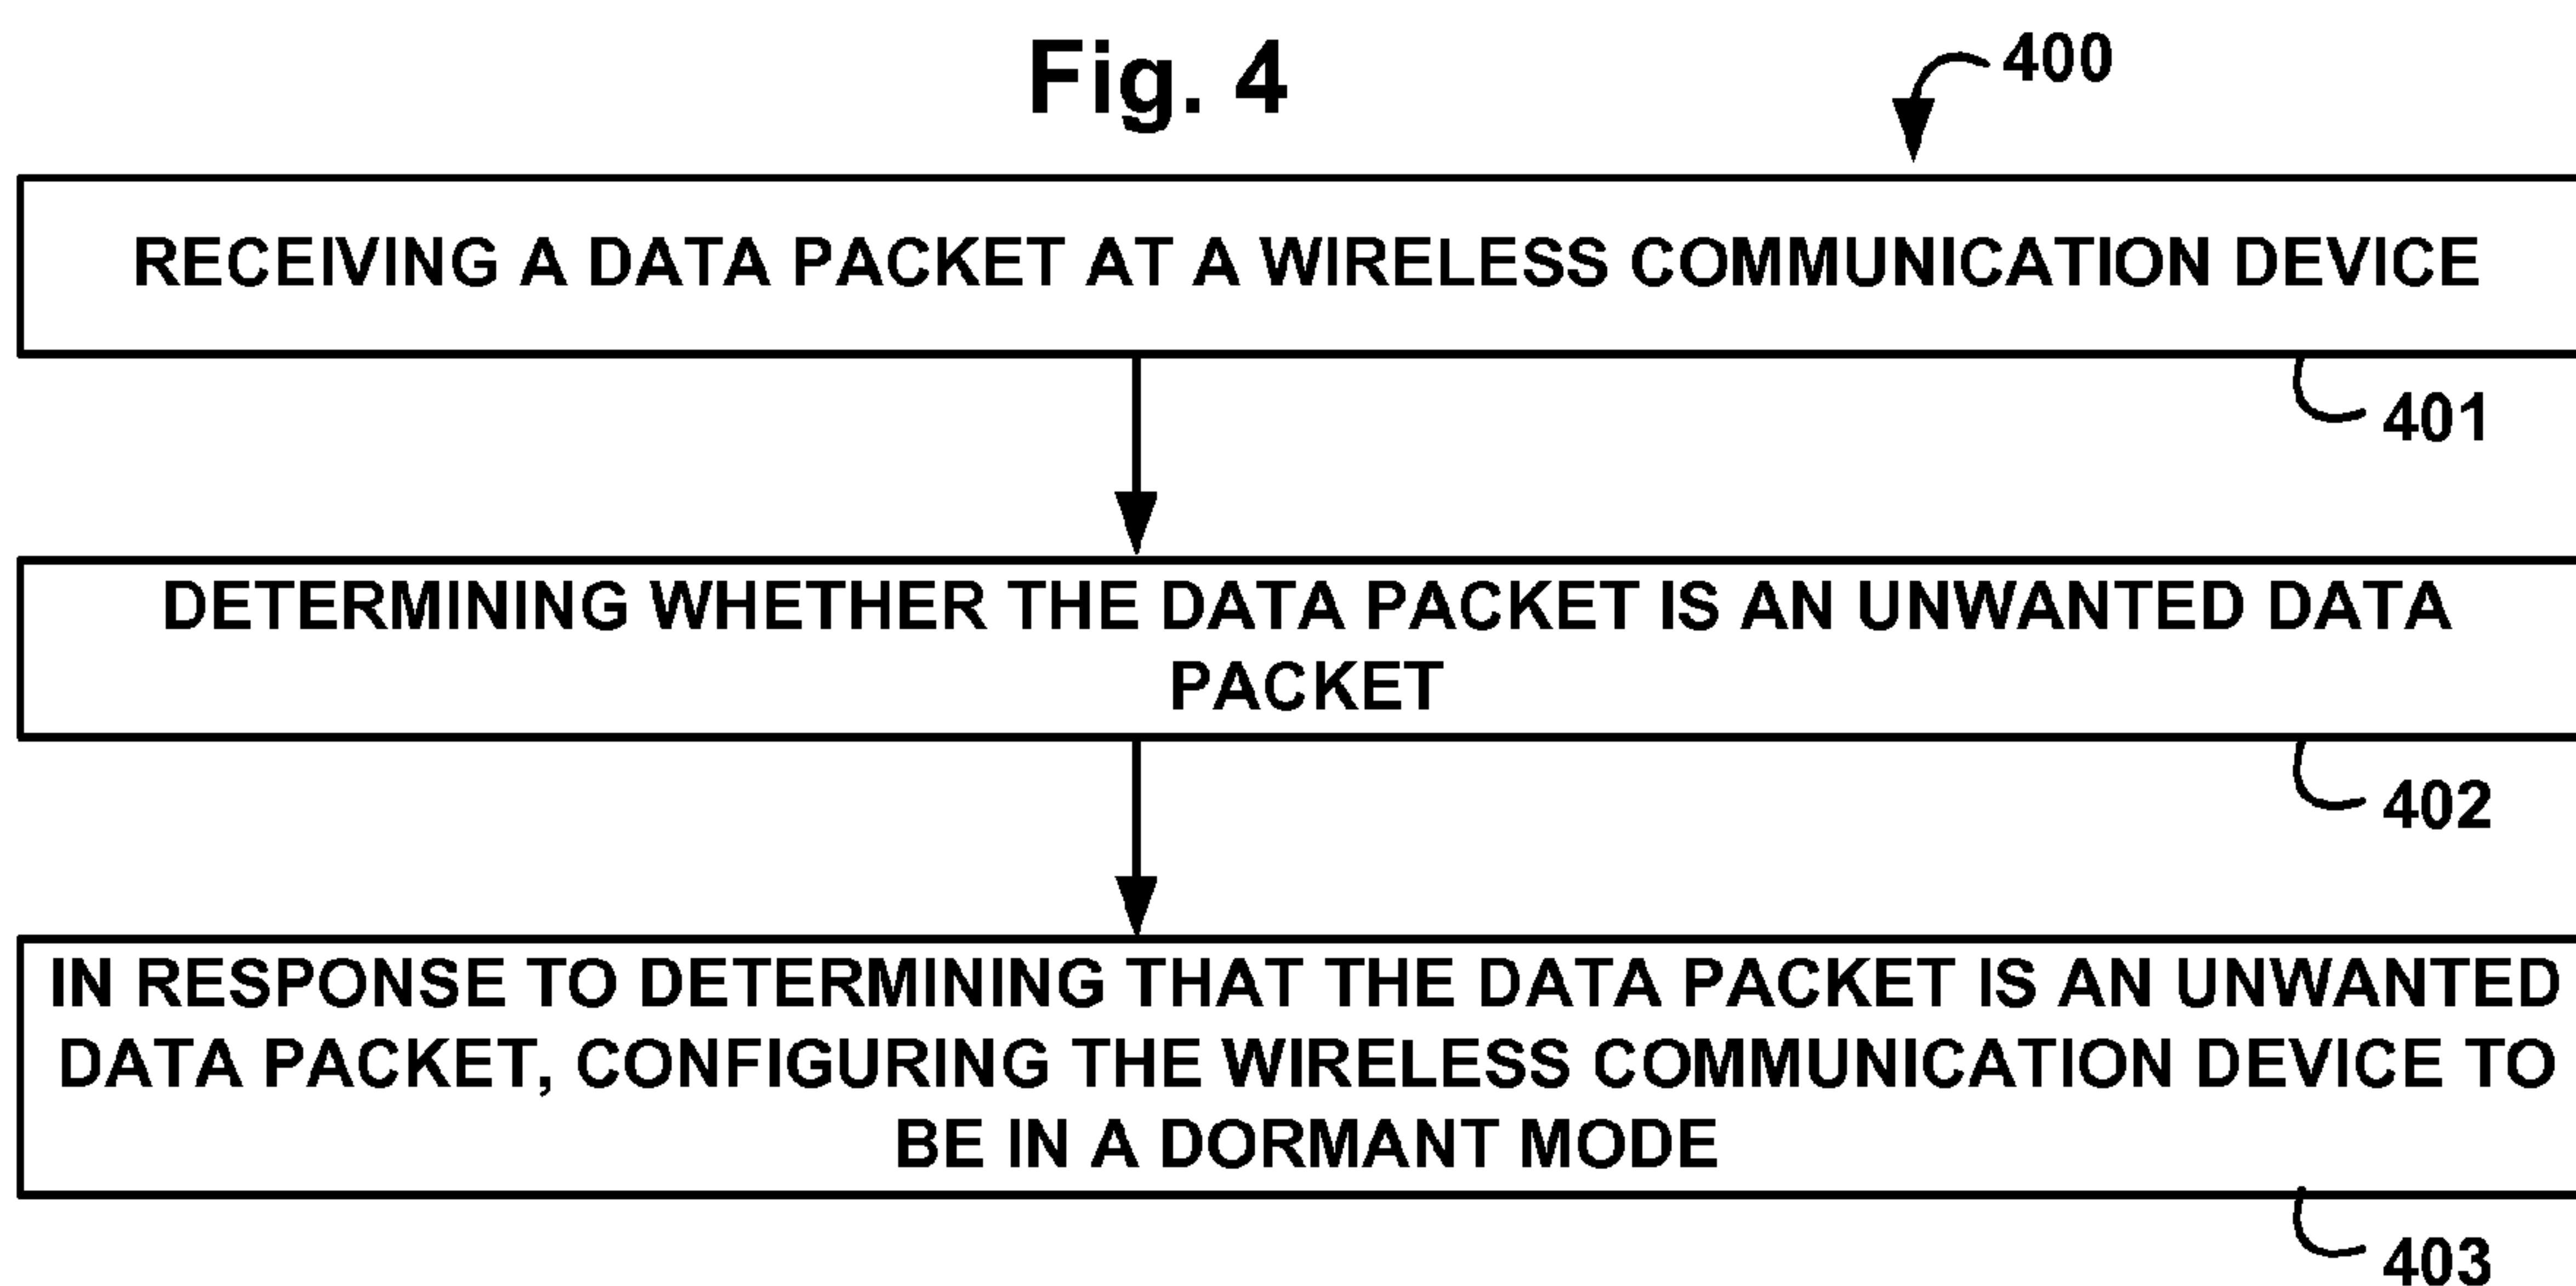 Fig. 4
400
RECEIVING A DATA PACKET AT A WIRELESS COMMUNICATION DEVICE
401
DETERMINING WHETHER THE DATA PACKET IS AN UNWANTED DATA
PACKET
402
IN RESPONSE TO DETERMINING THAT THE DATA PACKET IS AN UNWANTED
DATA PACKET, CONFIGURING THE WIRELESS COMMUNICATION DEVICE TO
BE IN A DORMANT MODE
403